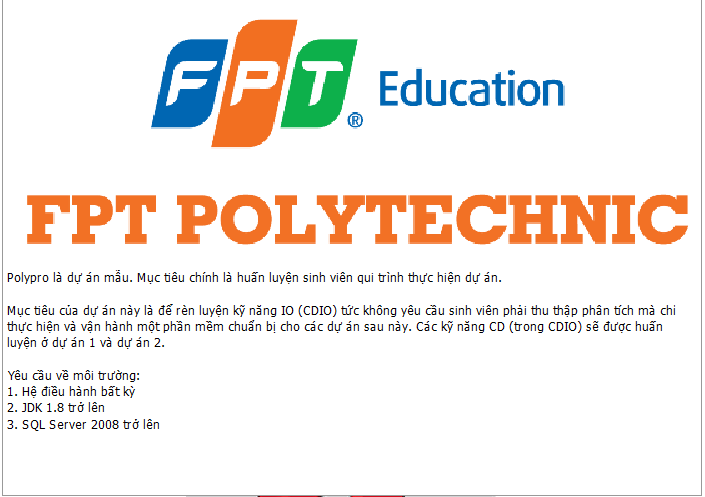 FPT® Education
FPT POLYTECHNIC
Polypro là dự án mẫu. Mục tiêu chính là huấn luyện sinh viên qui trình thực hiện dự án.
Mục tiêu của dự án này là để rèn luyện kỹ năng IO (CDIO) tức không yêu cầu sinh viên phải thu thập phân tích mà chỉ
thực hiện và vận hành một phần mềm chuẩn bị cho các dự án sau này. Các kỹ năng CD (trong CDIO) sẽ được huấn
luyện ở dự án 1 và dự án 2.
Yêu cầu về môi trường:
1. Hệ điều hành bất kỳ
2. JDK 1.8 trở lên
3. SQL Server 2008 trở lên